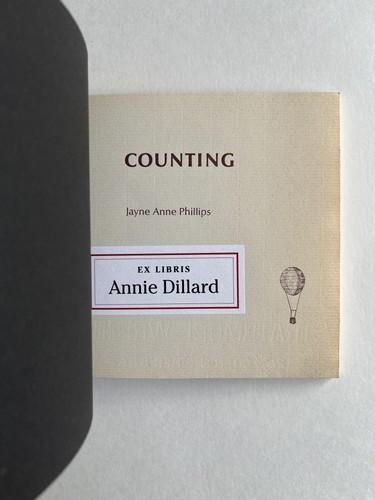 COUNTING
Jayne Anne Phillips
EX LIBRIS
Annie Dillard